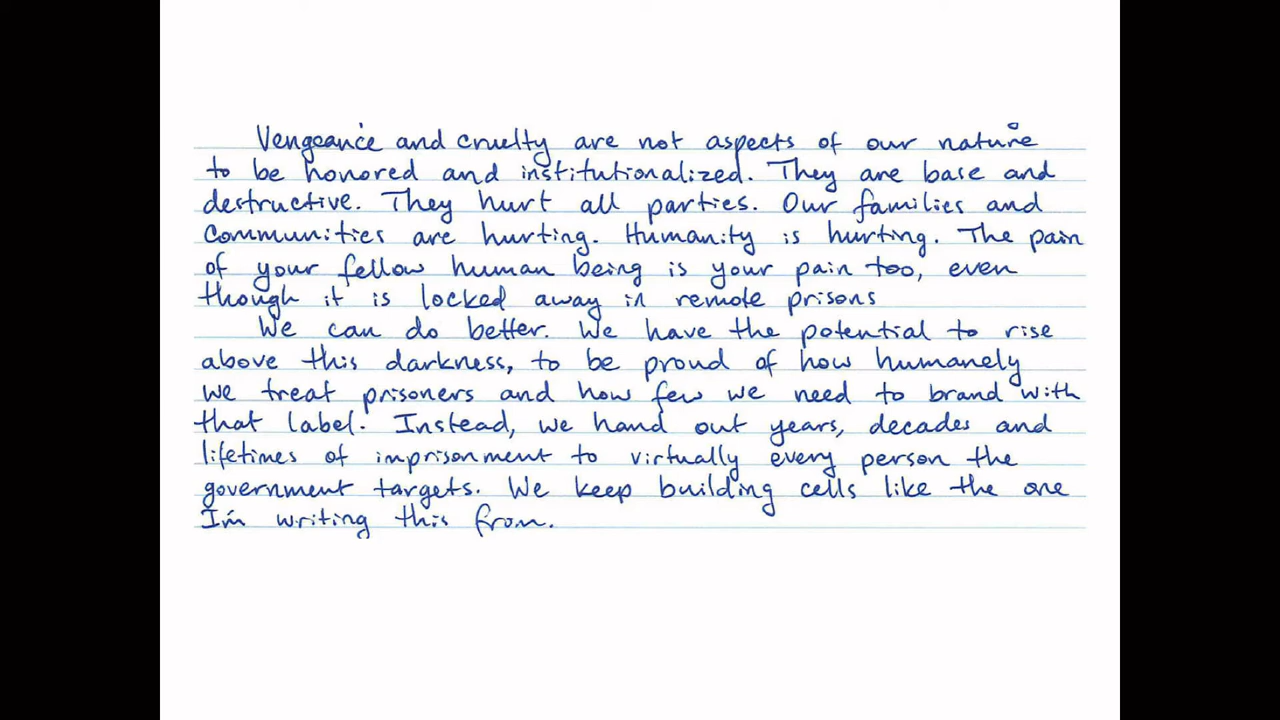 Vengeance and cruelty are not aspects of our nature
to be honored and institutionalized. They are base and
destructive. They hurt all parties. Our families and
communities are hurting. Humanity is hurting. The pain
of your fellow human being is your pain too, even
though it is locked away in remote prisons
We can do better. We have the potential to rise
above this darkness, to be proud of how humanely
we treat prisoners and how few we need to brand with
that label. Instead, we hand out years, decades and
lifetimes of imprisonment to virtually every person the
government targets. We keep building cells like the one
I'm writing this from.